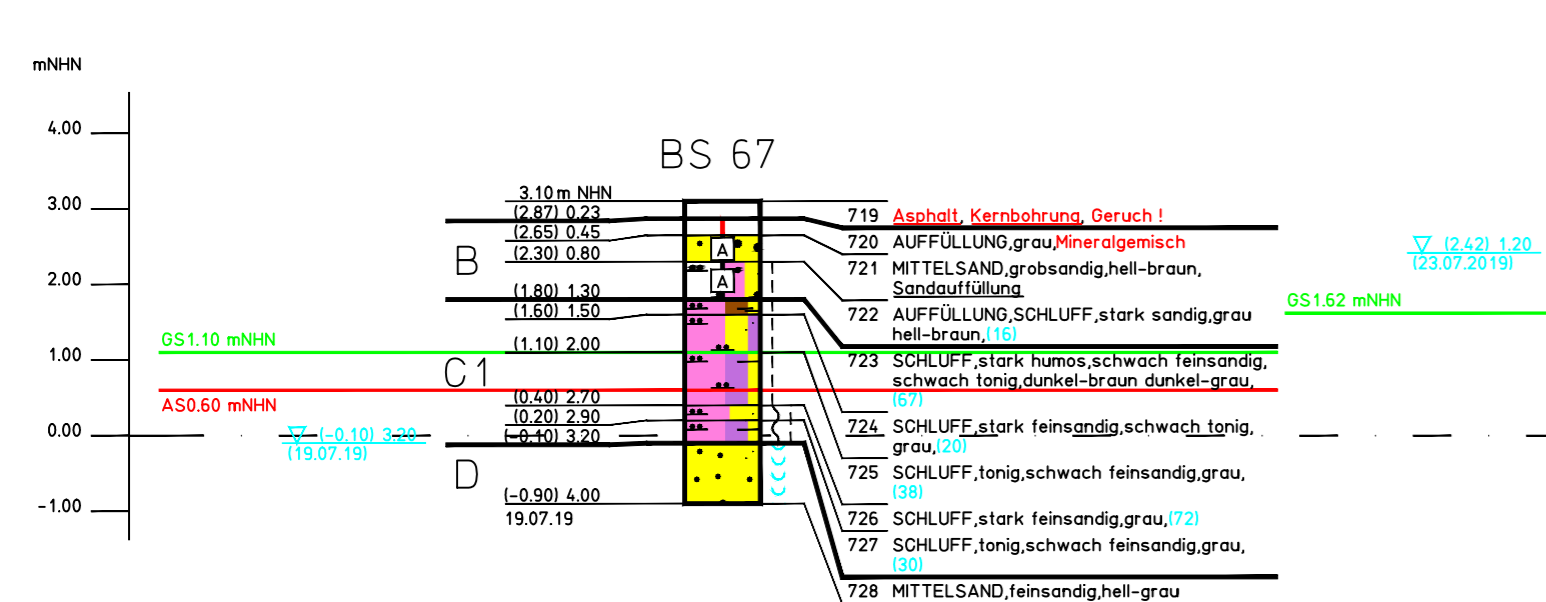 mNHN
4.00
3.00
2.00
1.00
0.00
-1.00
BS 67
3.10m NHN
(2.87) 0.23
(2.65) 0.45
(2.30) 0.80
(1.80) 1.30
(1.60) 1.50
(1.10) 2.00
(0.40) 2.70
(0.20) 2.90
(-0.10) 3.20
(-0.90) 4.00
19.07.19
B
C1
D
A
A
GS1.10 mNHN
AS0.60 mNHN
(-0.10) 3.20
(19.07.19)
719 Asphalt, Kernbohrung, Geruch !
720 AUFFÜLLUNG,grau,Mineralgemisch
721 MITTELSAND,grobsandig,hell-braun,
Sandauffüllung
722 AUFFÜLLUNG,SCHLUFF,stark sandig,grau
hell-braun,(16)
723 SCHLUFF,stark humos,schwach feinsandig,
schwach tonig,dunkel-braun dunkel-grau,
(67)
724 SCHLUFF,stark feinsandig,schwach tonig,
grau,(20)
725 SCHLUFF,tonig,schwach feinsandig,grau,
(38)
726 SCHLUFF,stark feinsandig,grau,(72)
727 SCHLUFF,tonig,schwach feinsandig,grau,
(30)
728 MITTELSAND,feinsandig,hell-grau
(2.42) 1.20
(23.07.2019)
GS1.62 mNHN